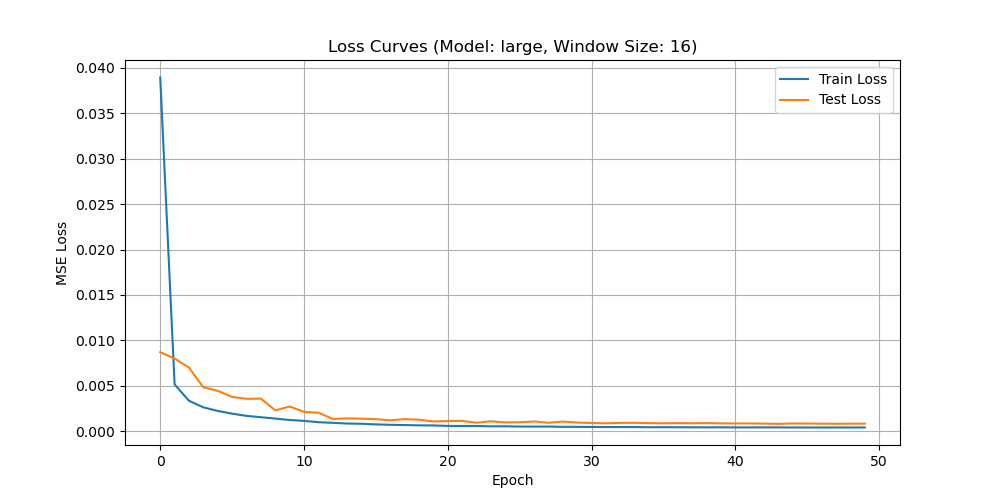 Loss Curves (Model: large, Window Size: 16)
Train Loss
Test Loss
MSE Loss
0.040
0.035
0.030
0.025
0.020
0.015
0.010
0.005
0.000
0 10 20 30 40 50
Epoch